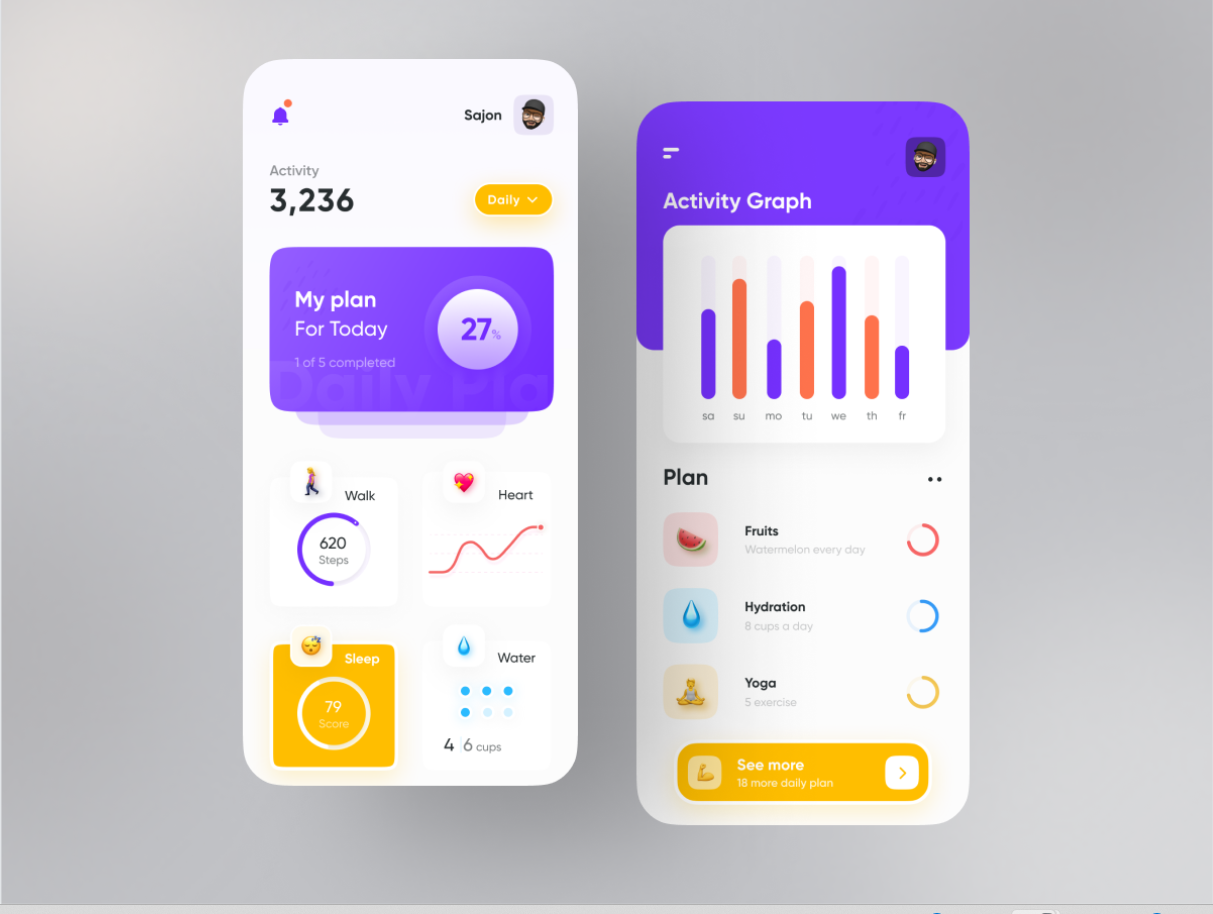 Sajon
Activity
3,236
Daily
My plan
For Today
27%
1 of 5 completed
Daily Pla
Walk
620
Steps
Heart
Sleep
79
Score
Water
4 6 cups
Activity Graph
sa su mo tu we th fr
Plan
Fruits
Watermelon every day
Hydration
8 cups a day
Yoga
5 exercise
See more
18 more daily plan